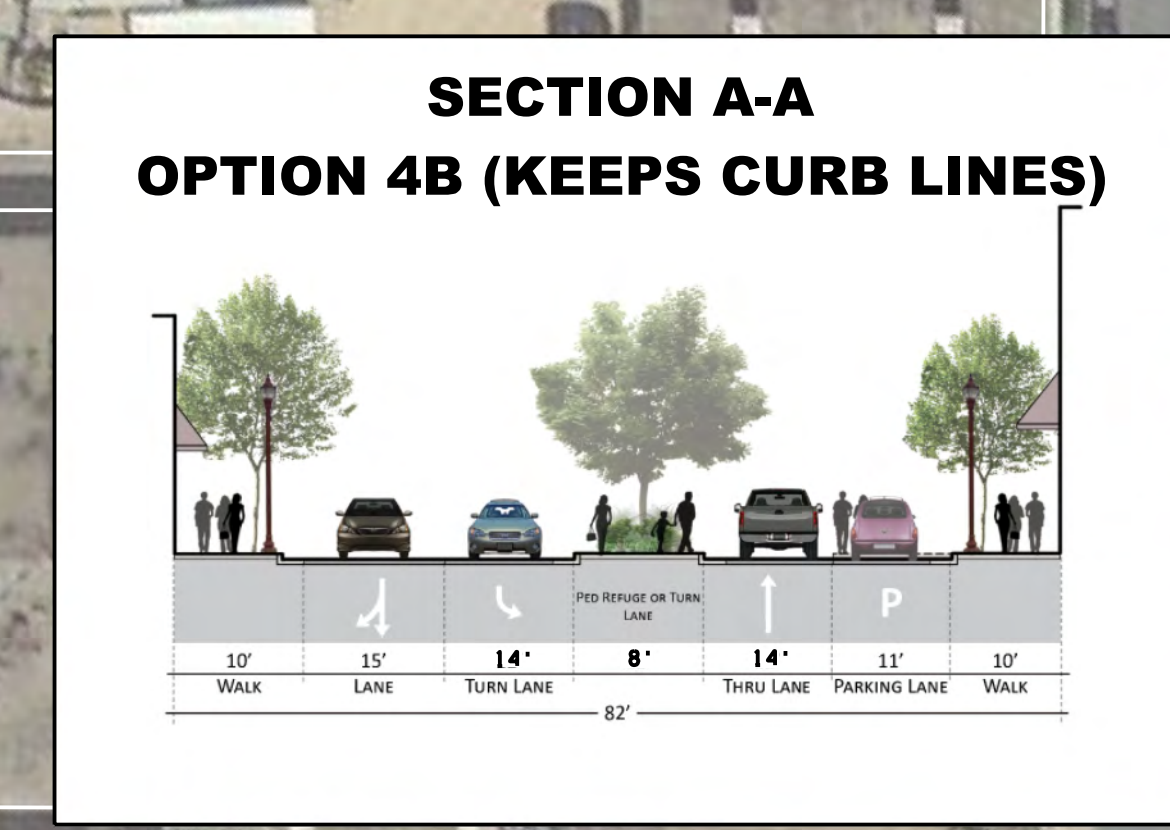 SECTION A-A
OPTION 4B (KEEPS CURB LINES)
PED REFUGE OR TURN
LANE
P
10' 15' 14' 8' 14' 11' 10'
WALK LANE TURN LANE THRU LANE PARKING LANE WALK
82'